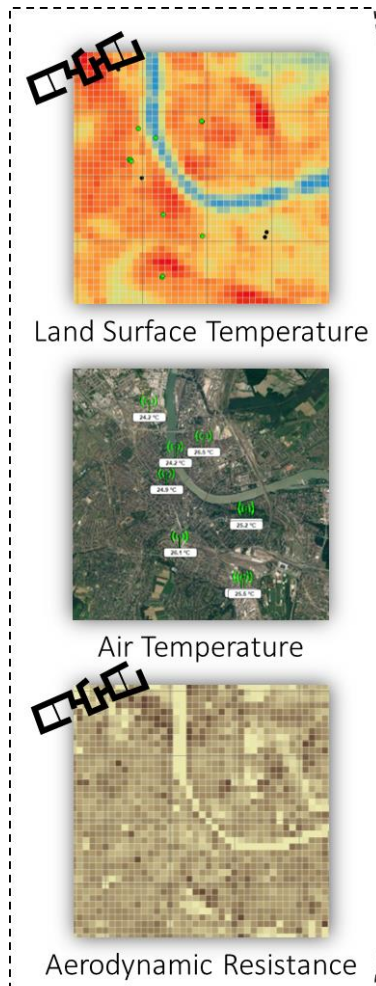 Land Surface Temperature
24.2 °C
26.5 °C
24.2 °C
24.9 °C
25.2 °C
26.1 °C
25.5 °C
Air Temperature
Aerodynamic Resistance